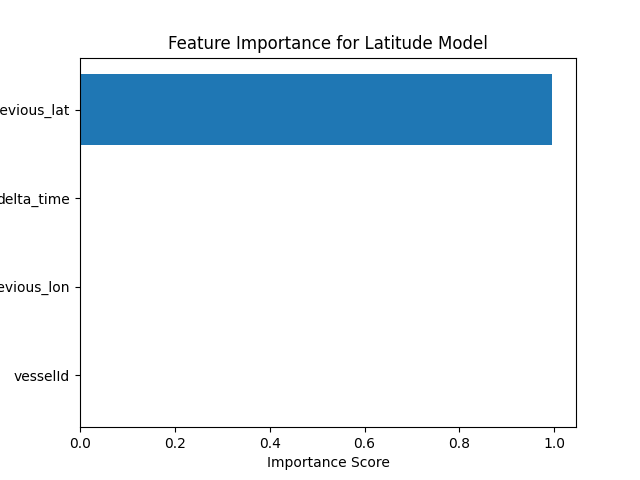 Feature Importance for Latitude Model
evious_lat
delta_time
evious_lon
vesselId
0.0 0.2 0.4 0.6 0.8 1.0
Importance Score